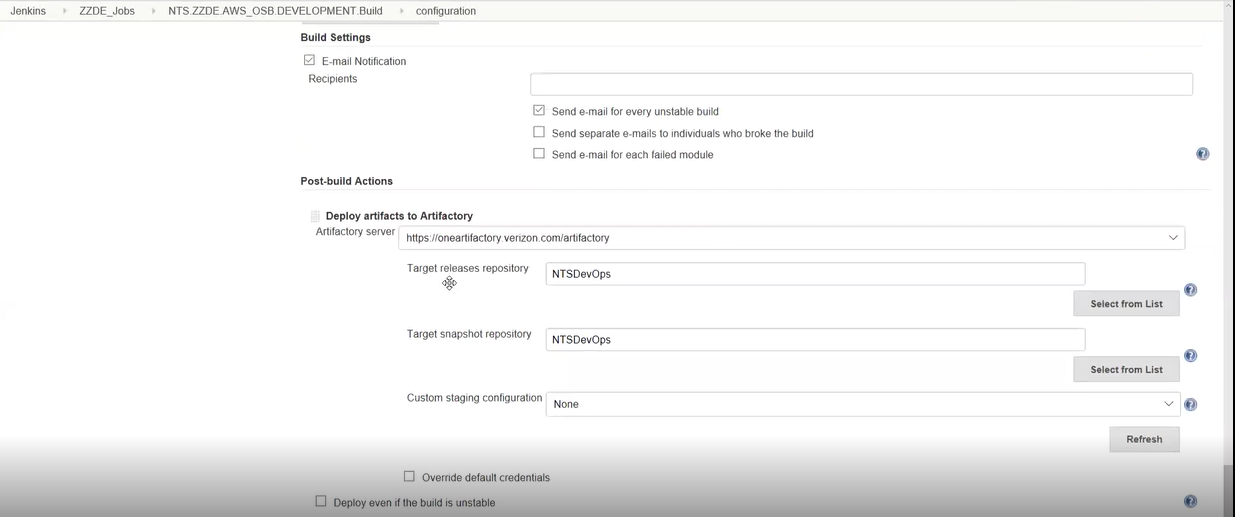 Jenkins ZZDE_Jobs NTS.ZZDE.AWS_OSB.DEVELOPMENT.Build configuration
Build Settings
E-mail Notification
Recipients
Send e-mail for every unstable build
Send separate e-mails to individuals who broke the build
Send e-mail for each failed module
Post-build Actions
Deploy artifacts to Artifactory
Artifactory server https://oneartifactory.verizon.com/artifactory
Target releases repository NTSDevOps
Select from List
Target snapshot repository NTSDevOps
Select from List
Custom staging configuration None
Refresh
Override default credentials
Deploy even if the build is unstable